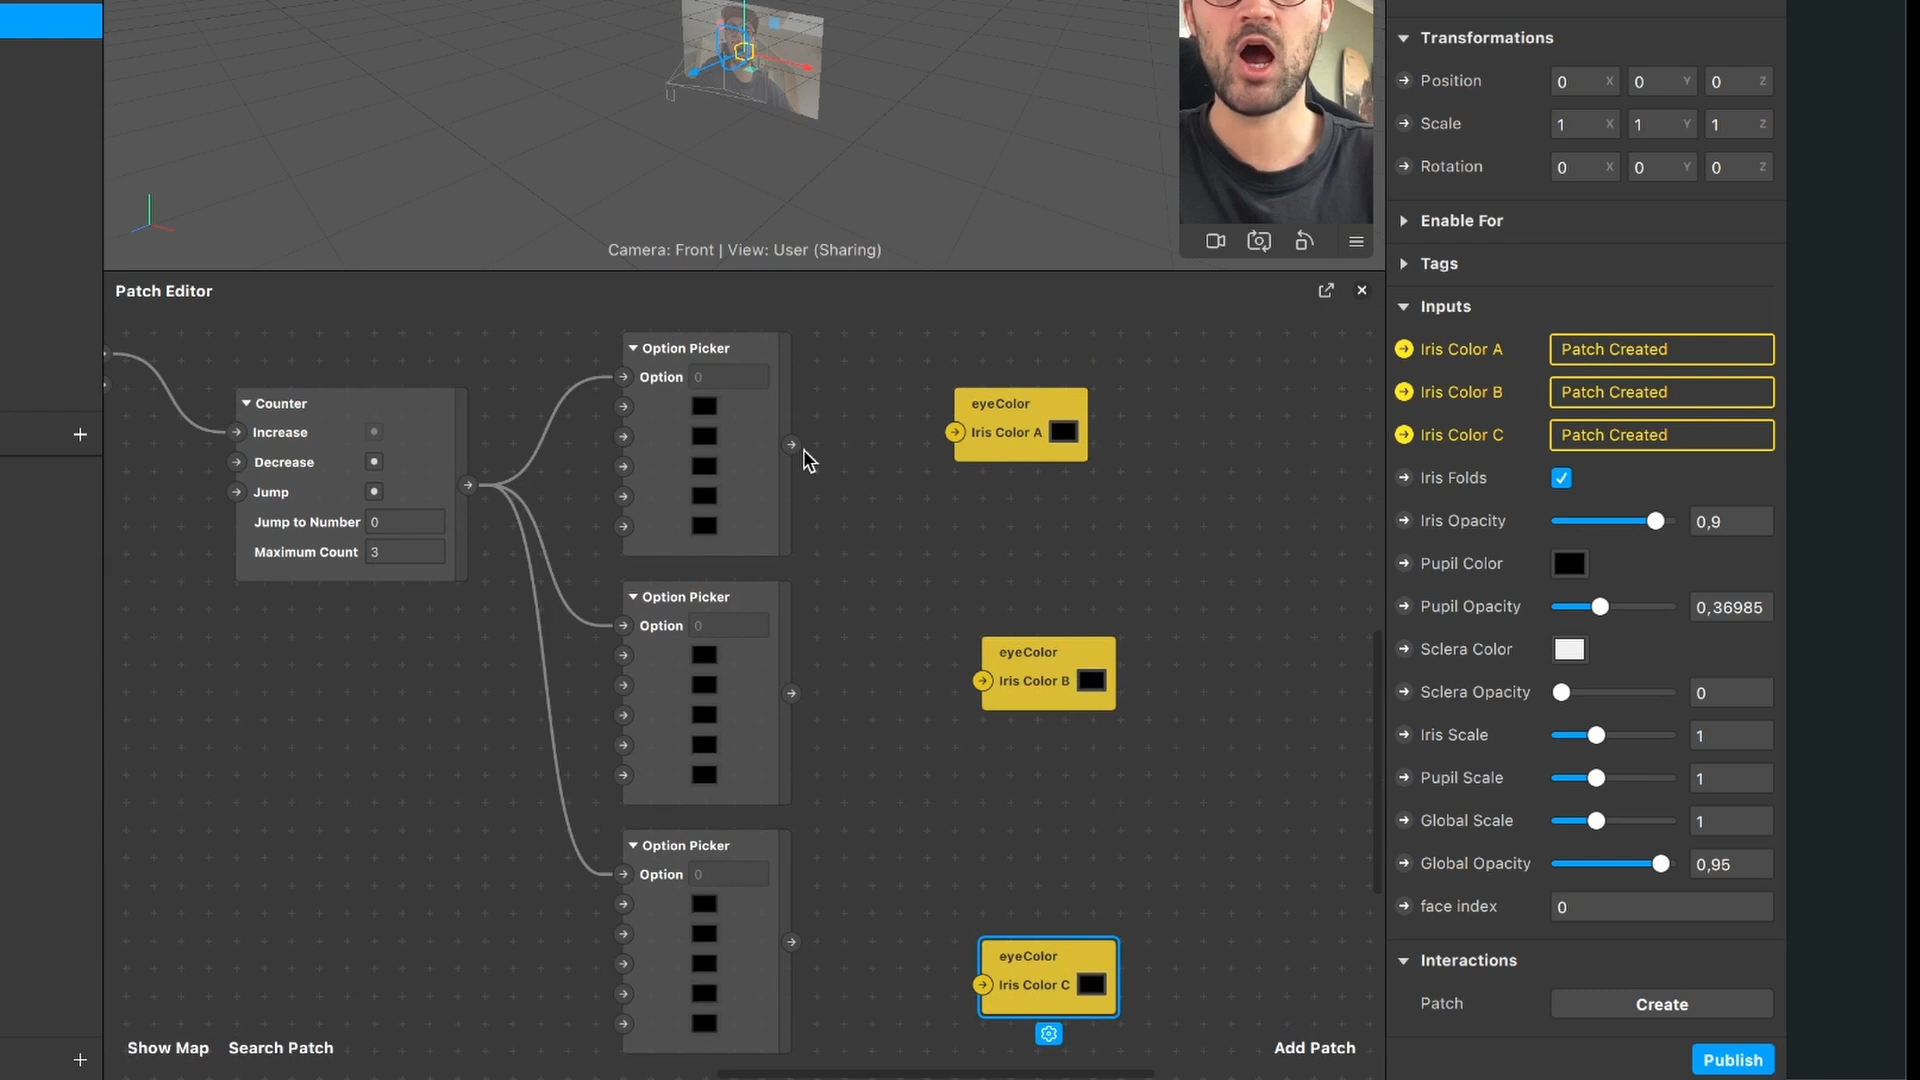 Camera: Front | View: User (Sharing)
Patch Editor
Counter
Increase
Decrease
Jump
Jump to Number 0
Maximum Count 3
Option Picker
Option 0
Option Picker
Option 0
Option Picker
Option 0
eyeColor
Iris Color A
eyeColor
Iris Color B
eyeColor
Iris Color C
Show Map Search Patch
Add Patch
Transformations
Position 0 X 0 Y 0 Z
Scale 1 X 1 Y 1 Z
Rotation 0 X 0 Y 0 Z
Enable For
Tags
Inputs
Iris Color A Patch Created
Iris Color B Patch Created
Iris Color C Patch Created
Iris Folds
Iris Opacity 0,9
Pupil Color
Pupil Opacity 0,36985
Sclera Color
Sclera Opacity 0
Iris Scale 1
Pupil Scale 1
Global Scale 1
Global Opacity 0,95
face index 0
Interactions
Patch Create
Publish